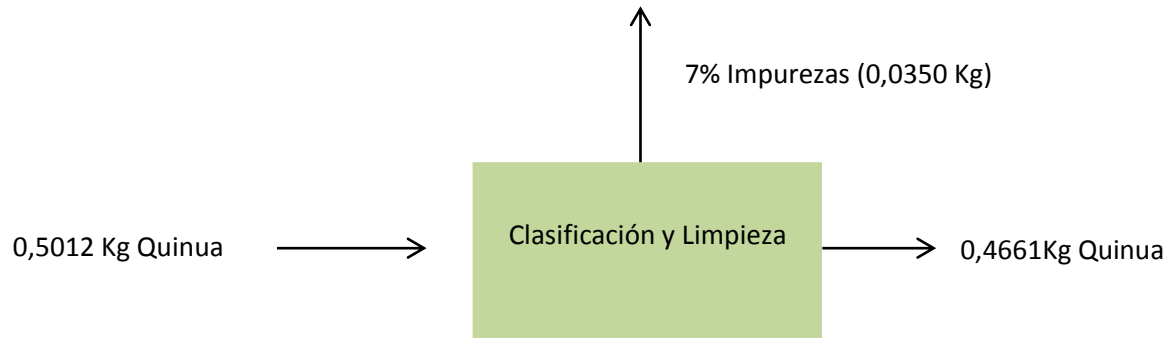 7% Impurezas (0,0350 Kg)
Clasificación y Limpieza
0,5012 Kg Quinua
0,4661Kg Quinua